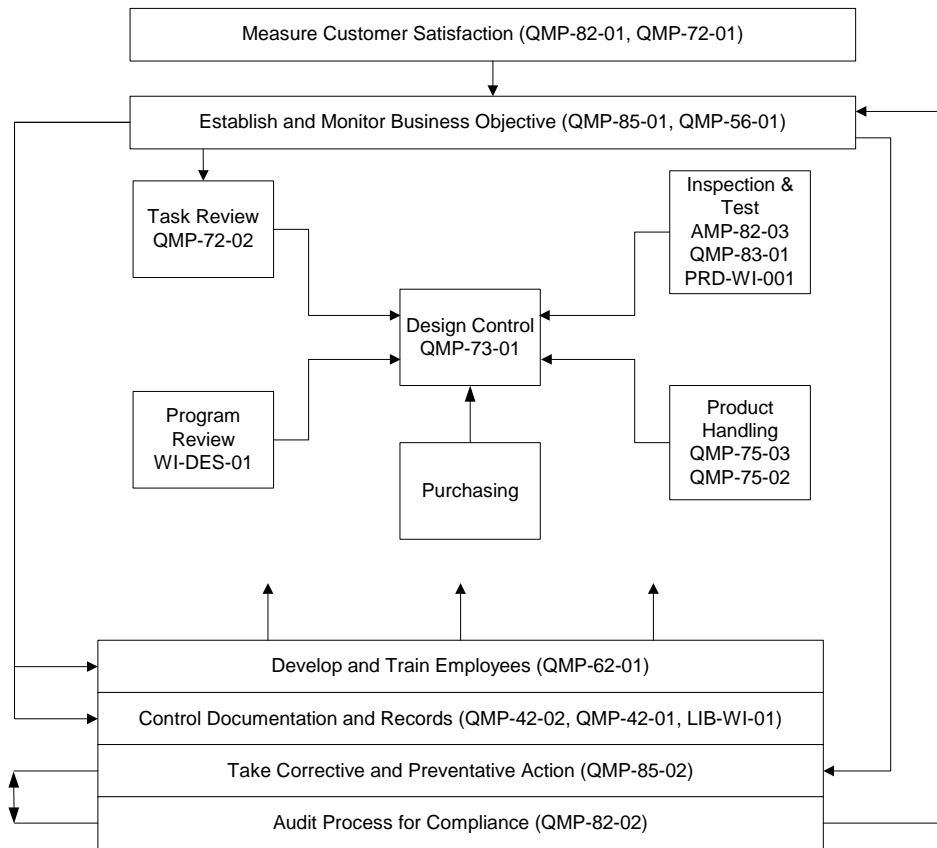 Measure Customer Satisfaction (QMP-82-01, QMP-72-01)
Establish and Monitor Business Objective (QMP-85-01, QMP-56-01)
Task Review
QMP-72-02
Inspection &
Test
AMP-82-03
QMP-83-01
PRD-WI-001
Design Control
QMP-73-01
Program
Review
WI-DES-01
Purchasing
Product
Handling
QMP-75-03
QMP-75-02
Develop and Train Employees (QMP-62-01)
Control Documentation and Records (QMP-42-02, QMP-42-01, LIB-WI-01)
Take Corrective and Preventative Action (QMP-85-02)
Audit Process for Compliance (QMP-82-02)